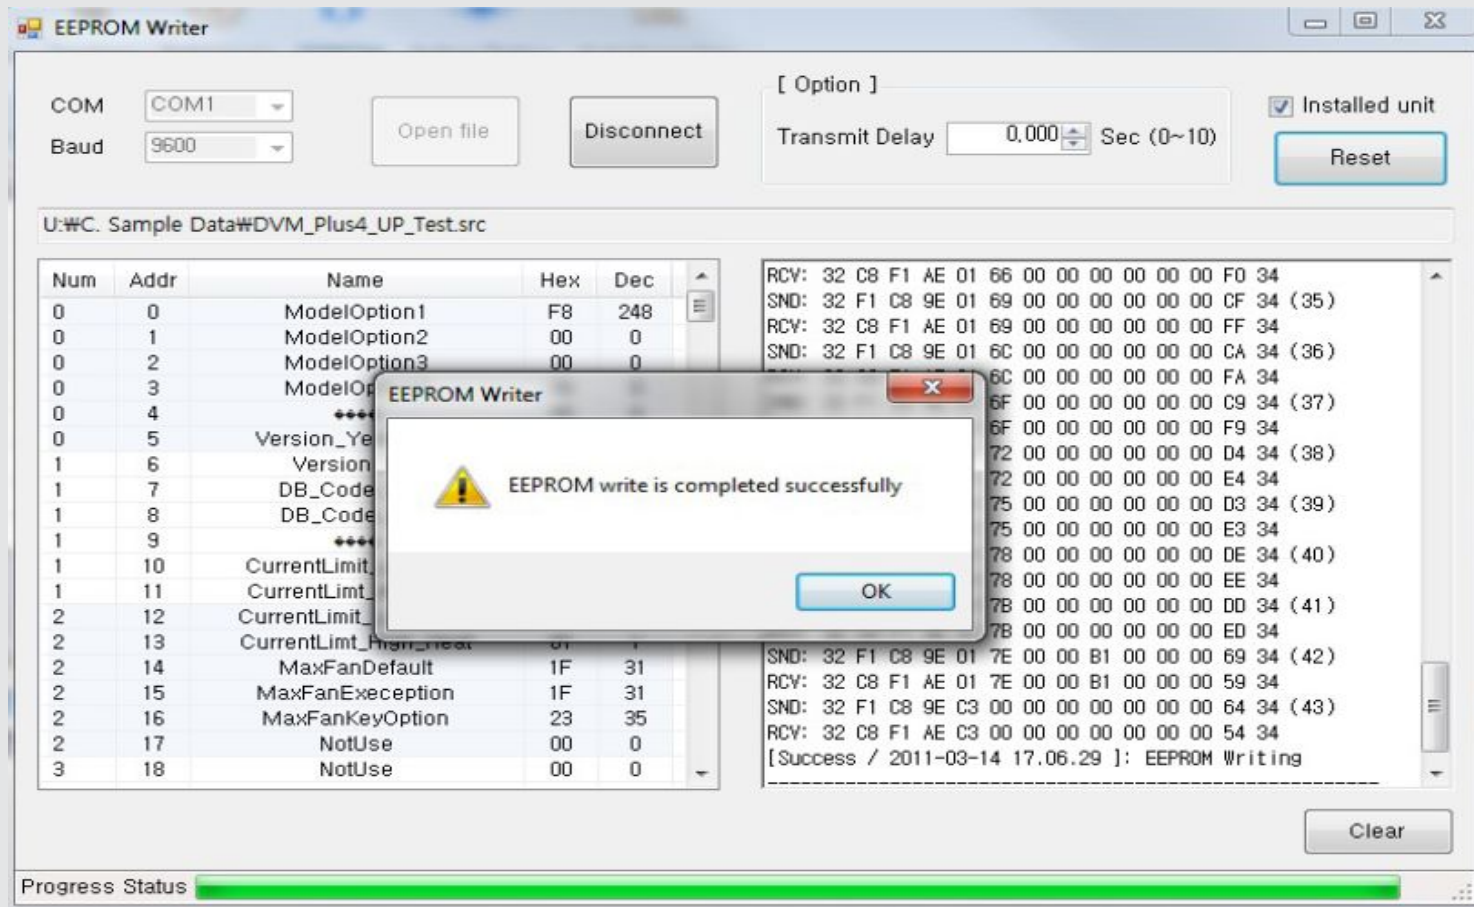 EEPROM Writer
COM COM1 Open file Disconnect
Baud 9600
[ Option ]
Transmit Delay 0,000 Sec (0~10)
Installed unit
Reset
U:₩C. Sample Data₩DVM_Plus4_UP_Test.src
Num Addr Name Hex Dec
0 0 ModelOption1 F8 248
0 1 ModelOption2 00 0
0 2 ModelOption3 00 0
0 3 ModelOp
0 4 ♦♦♦♦
0 5 Version_Ye
1 6 Version
1 7 DB_Code
1 8 DB_Code
1 9 ♦♦♦♦
1 10 CurrentLimit_
1 11 CurrentLimt_
2 12 CurrentLimit_
2 13 CurrentLimt_High_Heat 01 1
2 14 MaxFanDefault 1F 31
2 15 MaxFanExeception 1F 31
2 16 MaxFanKeyOption 23 35
2 17 NotUse 00 0
3 18 NotUse 00 0
RCV: 32 C8 F1 AE 01 66 00 00 00 00 00 00 F0 34
SND: 32 F1 C8 9E 01 69 00 00 00 00 00 00 CF 34 (35)
RCV: 32 C8 F1 AE 01 69 00 00 00 00 00 00 FF 34
SND: 32 F1 C8 9E 01 6C 00 00 00 00 00 00 CA 34 (36)
6C 00 00 00 00 00 00 FA 34
6F 00 00 00 00 00 00 C9 34 (37)
6F 00 00 00 00 00 00 F9 34
72 00 00 00 00 00 00 D4 34 (38)
72 00 00 00 00 00 00 E4 34
75 00 00 00 00 00 00 D3 34 (39)
75 00 00 00 00 00 00 E3 34
78 00 00 00 00 00 00 DE 34 (40)
78 00 00 00 00 00 00 EE 34
7B 00 00 00 00 00 00 DD 34 (41)
7B 00 00 00 00 00 00 ED 34
SND: 32 F1 C8 9E 01 7E 00 00 B1 00 00 00 69 34 (42)
RCV: 32 C8 F1 AE 01 7E 00 00 B1 00 00 00 59 34
SND: 32 F1 C8 9E C3 00 00 00 00 00 00 00 64 34 (43)
RCV: 32 C8 F1 AE C3 00 00 00 00 00 00 00 54 34
[Success / 2011-03-14 17.06.29 ]: EEPROM Writing
EEPROM Writer
EEPROM write is completed successfully
OK
Clear
Progress Status